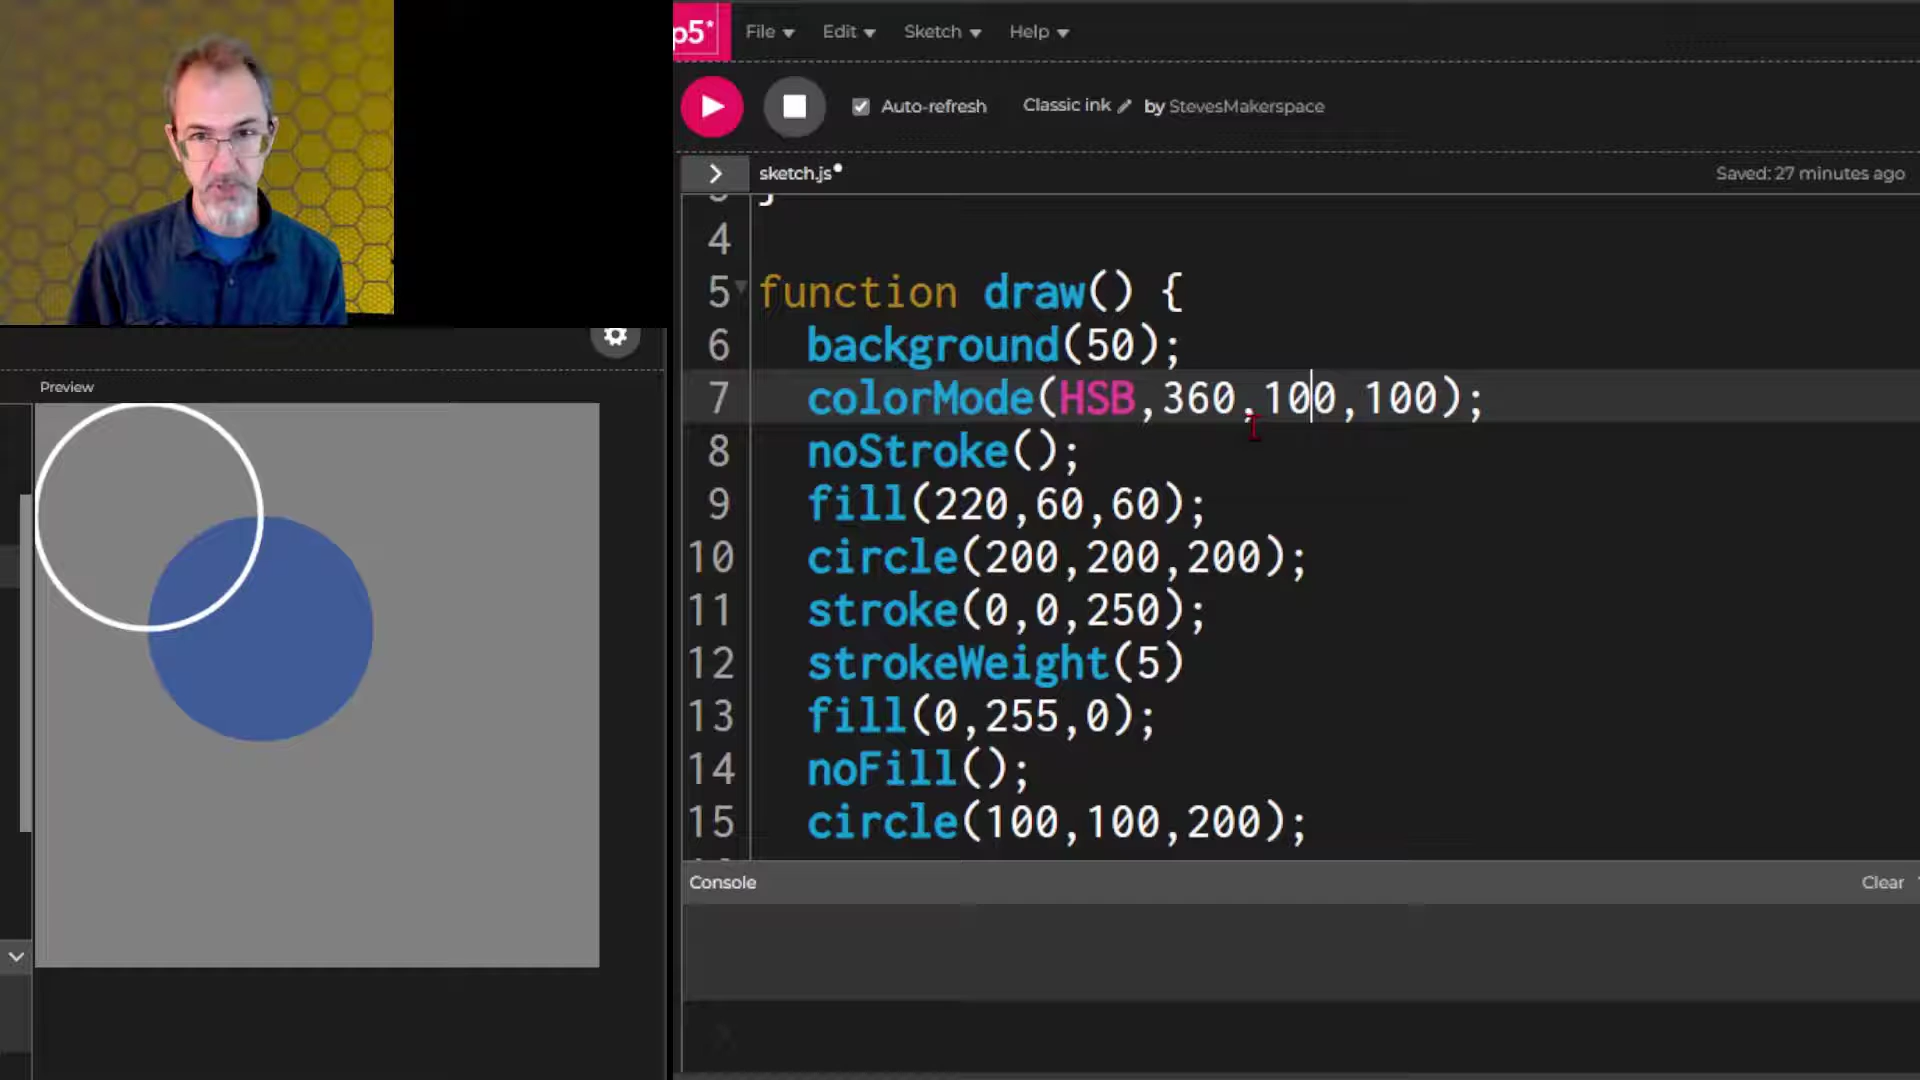 p5* File Edit Sketch Help
Auto-refresh Classic ink by StevesMakerspace
sketch.js Saved: 27 minutes ago
Preview
3 }
4
5 function draw() {
6 background(50);
7 colorMode(HSB,360,100,100);
8 noStroke();
9 fill(220,60,60);
10 circle(200,200,200);
11 stroke(0,0,250);
12 strokeWeight(5)
13 fill(0,255,0);
14 noFill();
15 circle(100,100,200);
Console Clear